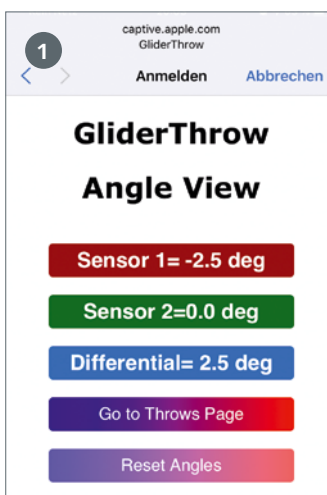 captive.apple.com
GliderThrow
1
Anmelden Abbrechen
GliderThrow
Angle View
Sensor 1= -2.5 deg
Sensor 2=0.0 deg
Differential= 2.5 deg
Go to Throws Page
Reset Angles